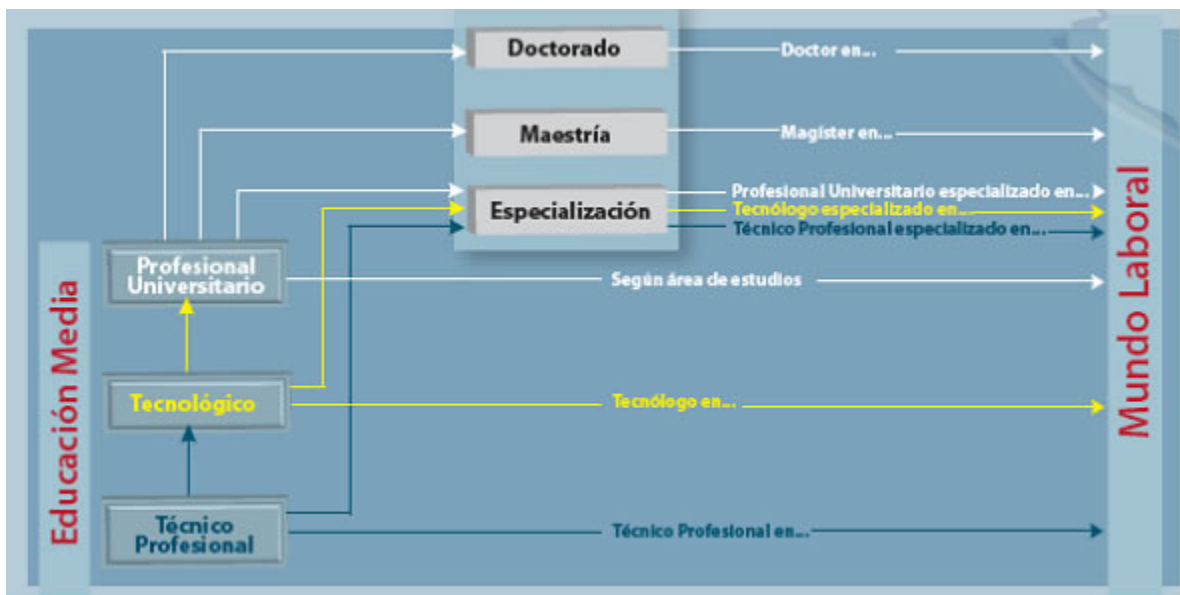 Doctorado
Doctor en...
Maestría
Magíster en...
Especialización
Profesional Universitario especializado en...
Tecnólogo especializado en...
Técnico Profesional especializado en...
Profesional
Universitario
Según área de estudios
Tecnológico
Tecnólogo en...
Técnico
Profesional
Técnico Profesional en...
Educación Media
Mundo Laboral